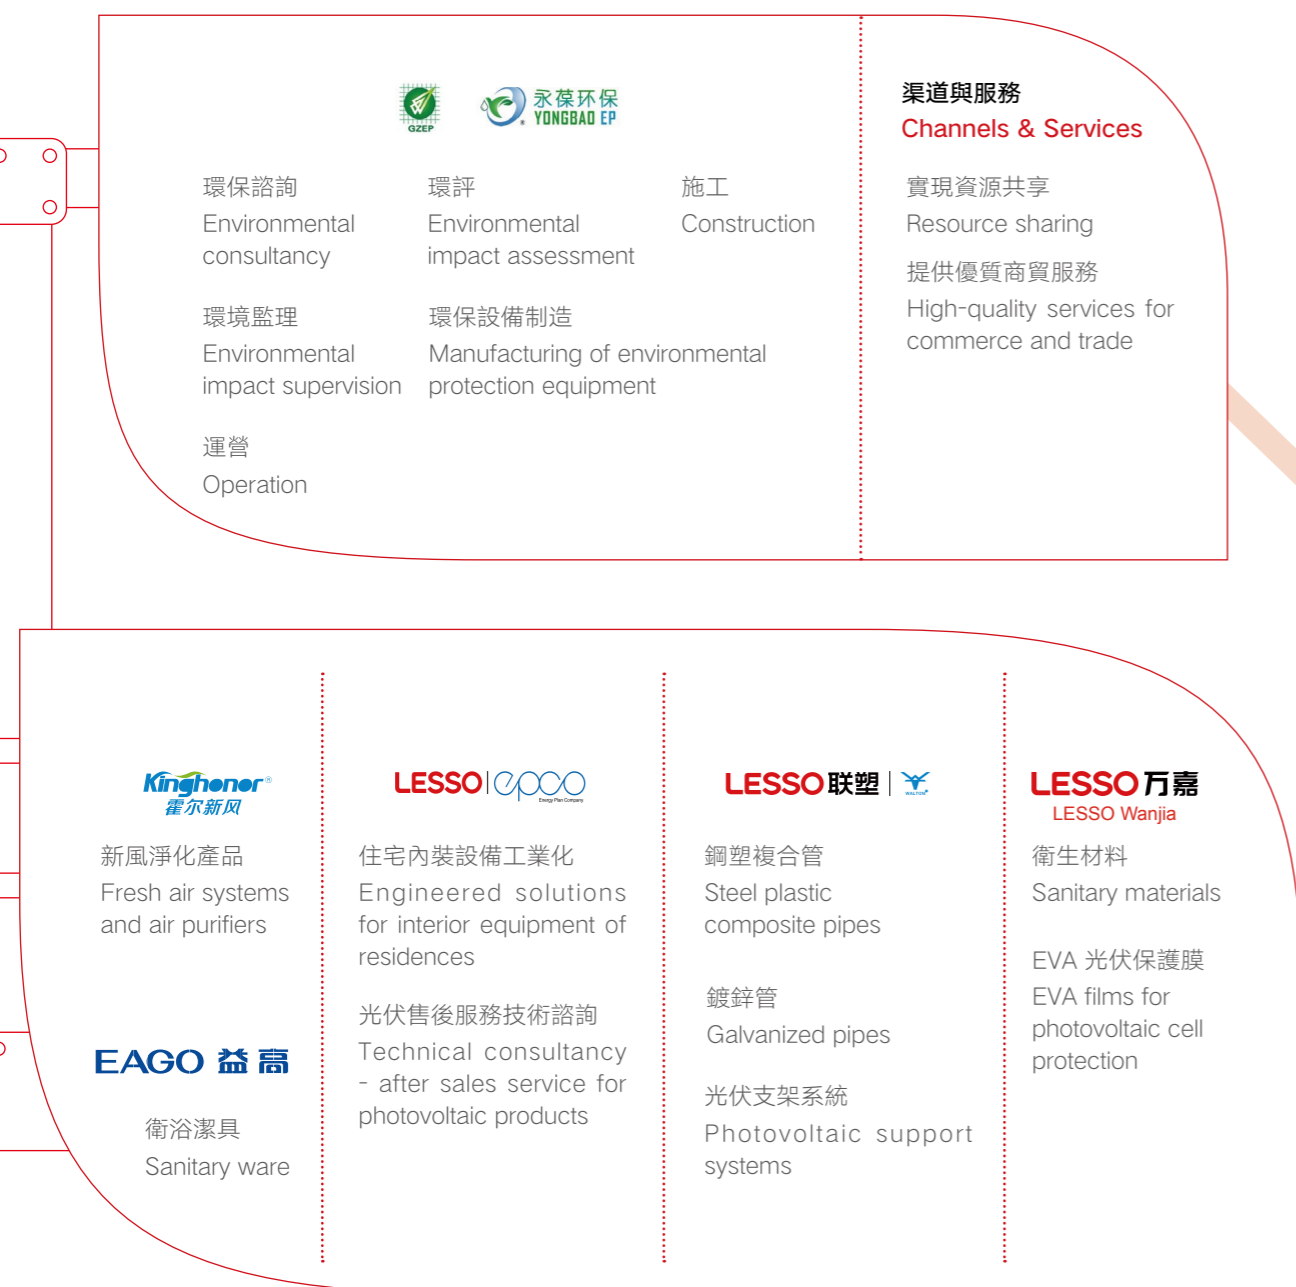 GZEP
永葆环保
YONGBAO EP
環保諮詢
Environmental
consultancy
環評
Environmental
impact assessment
施工
Construction
環境監理
Environmental
impact supervision
環保設備制造
Manufacturing of environmental
protection equipment
運營
Operation
渠道與服務
Channels & Services
實現資源共享
Resource sharing
提供優質商貿服務
High-quality services for
commerce and trade
Kinghonor®
霍尔新风
新風淨化產品
Fresh air systems
and air purifiers
EAGO 益高
衛浴潔具
Sanitary ware
LESSO epco
Energy Plan Company
住宅內裝設備工業化
Engineered solutions
for interior equipment of
residences
光伏售後服務技術諮詢
Technical consultancy
- after sales service for
photovoltaic products
LESSO联塑
WALTON®
鋼塑複合管
Steel plastic
composite pipes
鍍鋅管
Galvanized pipes
光伏支架系統
Photovoltaic support
systems
LESSO万嘉
LESSO Wanjia
衛生材料
Sanitary materials
EVA 光伏保護膜
EVA films for
photovoltaic cell
protection